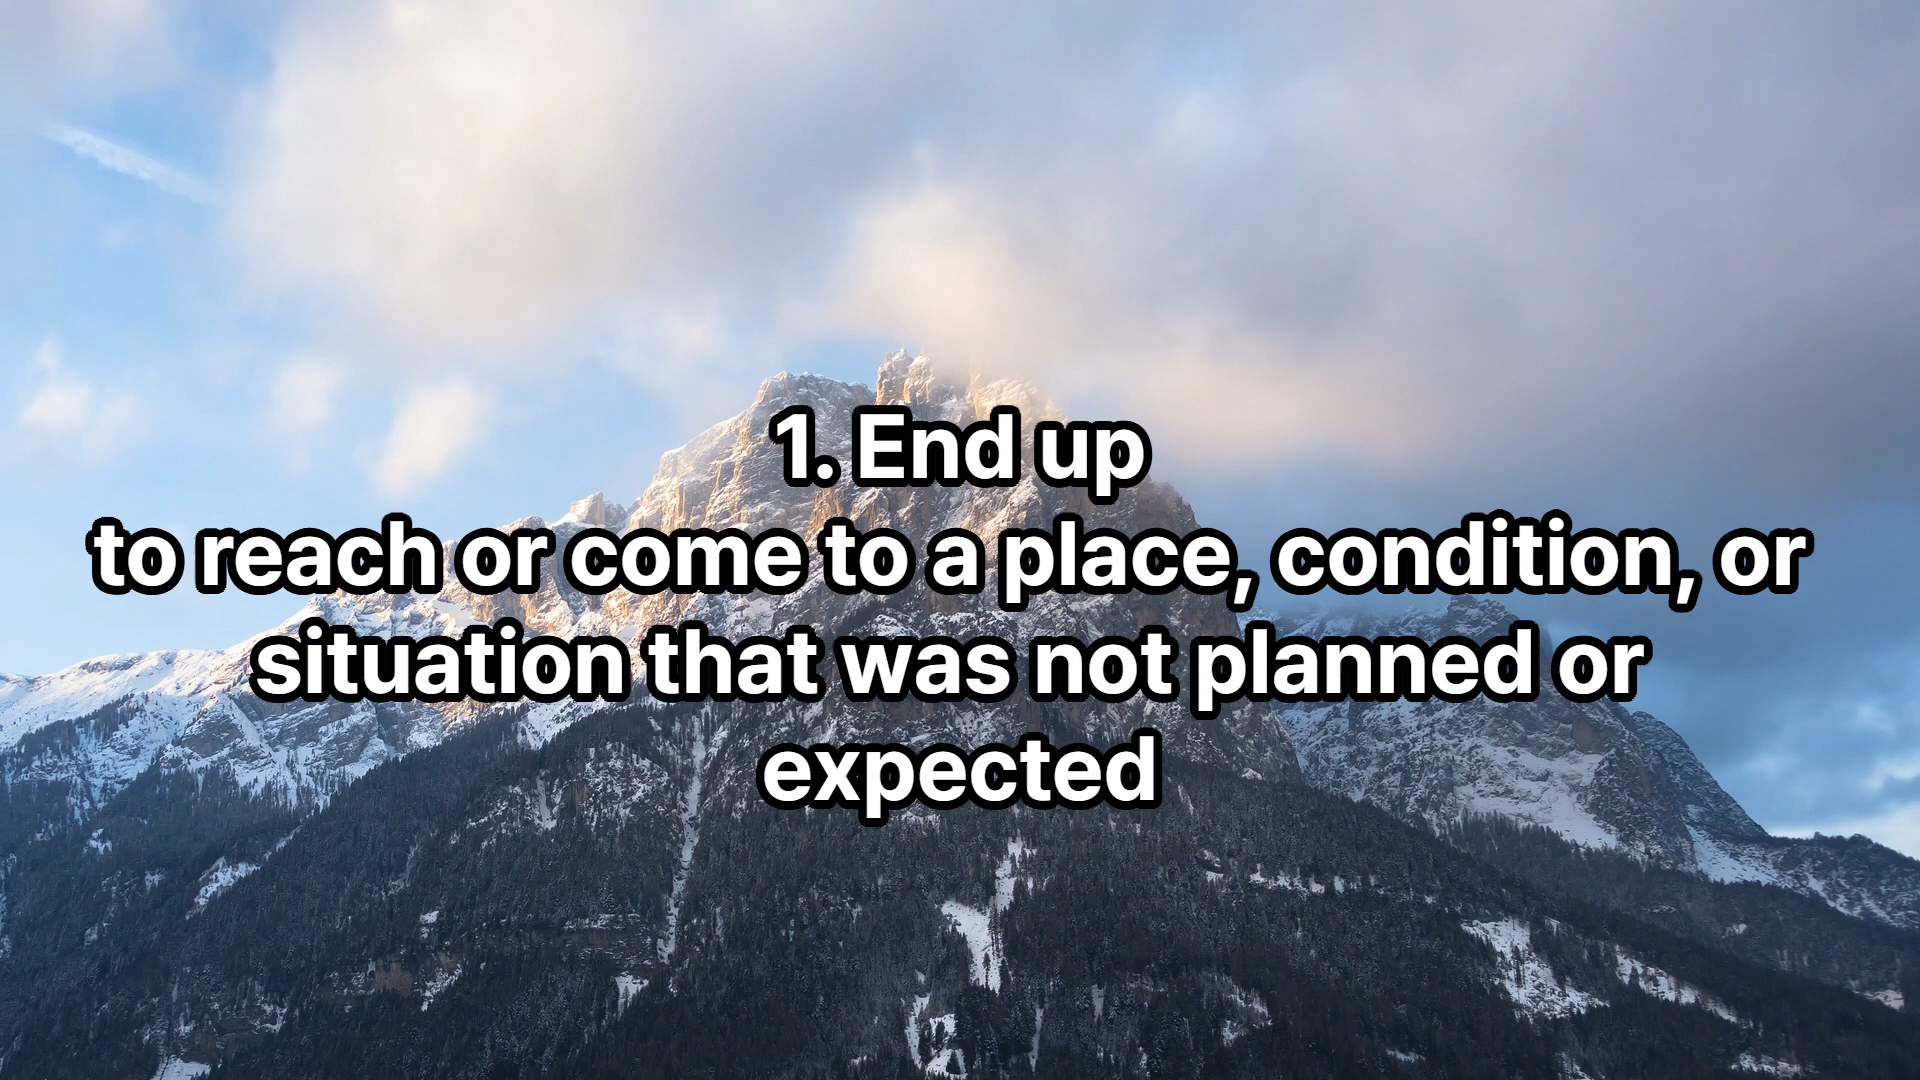 1. End up
to reach or come to a place, condition, or
situation that was not planned or
expected